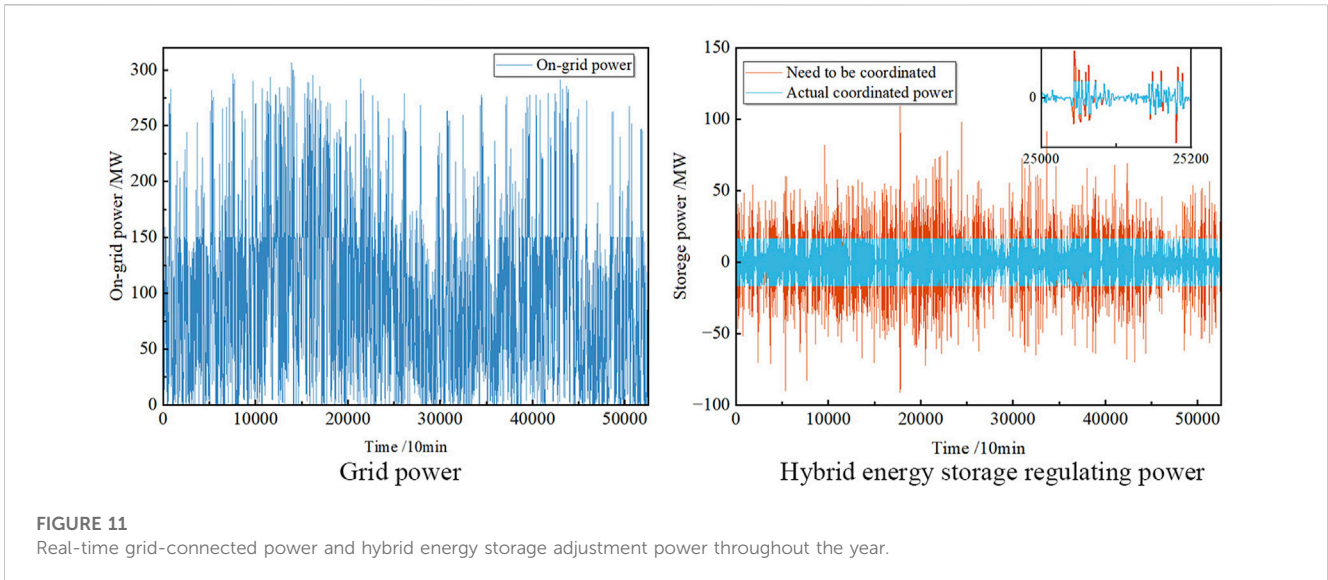 On-grid power
300
250
200
150
100
50
0
On-grid power /MW
0 10000 20000 30000 40000 50000
Time /10min
Grid power
150
100
50
0
−50
−100
Storege power /MW
Need to be coordinated
Actual coordinated power
0
25000 25200
0 10000 20000 30000 40000 50000
Time /10min
Hybrid energy storage regulating power
FIGURE 11
Real-time grid-connected power and hybrid energy storage adjustment power throughout the year.